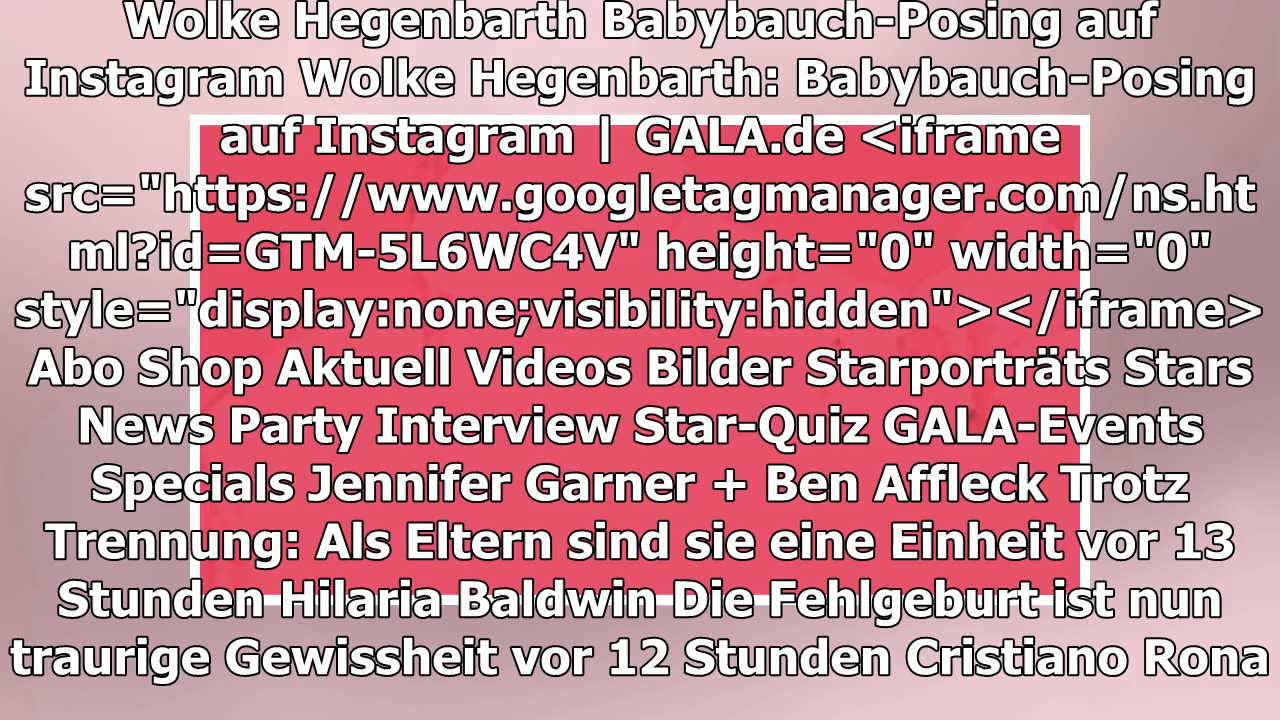 Wolke Hegenbarth Babybauch-Posing auf
Instagram Wolke Hegenbarth: Babybauch-Posing
auf Instagram | GALA.de <iframe
src="https://www.googletagmanager.com/ns.ht
ml?id=GTM-5L6WC4V" height="0" width="0"
style="display:none;visibility:hidden"></iframe>
Abo Shop Aktuell Videos Bilder Starporträts Stars
News Party Interview Star-Quiz GALA-Events
Specials Jennifer Garner + Ben Affleck Trotz
Trennung: Als Eltern sind sie eine Einheit vor 13
Stunden Hilaria Baldwin Die Fehlgeburt ist nun
traurige Gewissheit vor 12 Stunden Cristiano Rona